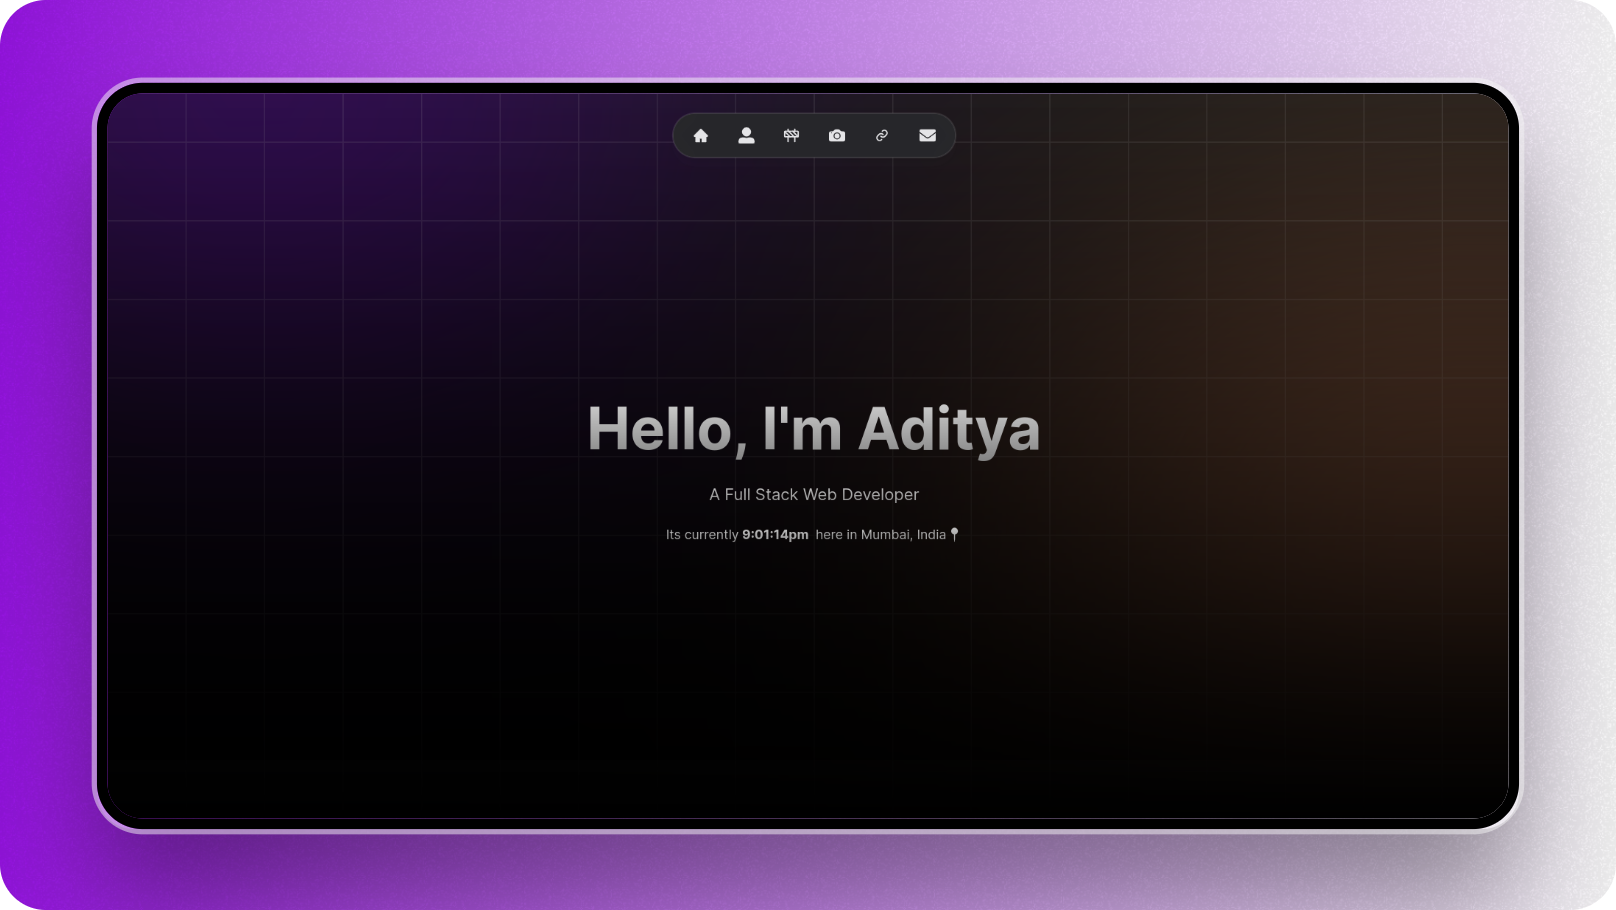 Hello, I'm Aditya
A Full Stack Web Developer
Its currently 9:01:14pm here in Mumbai, India